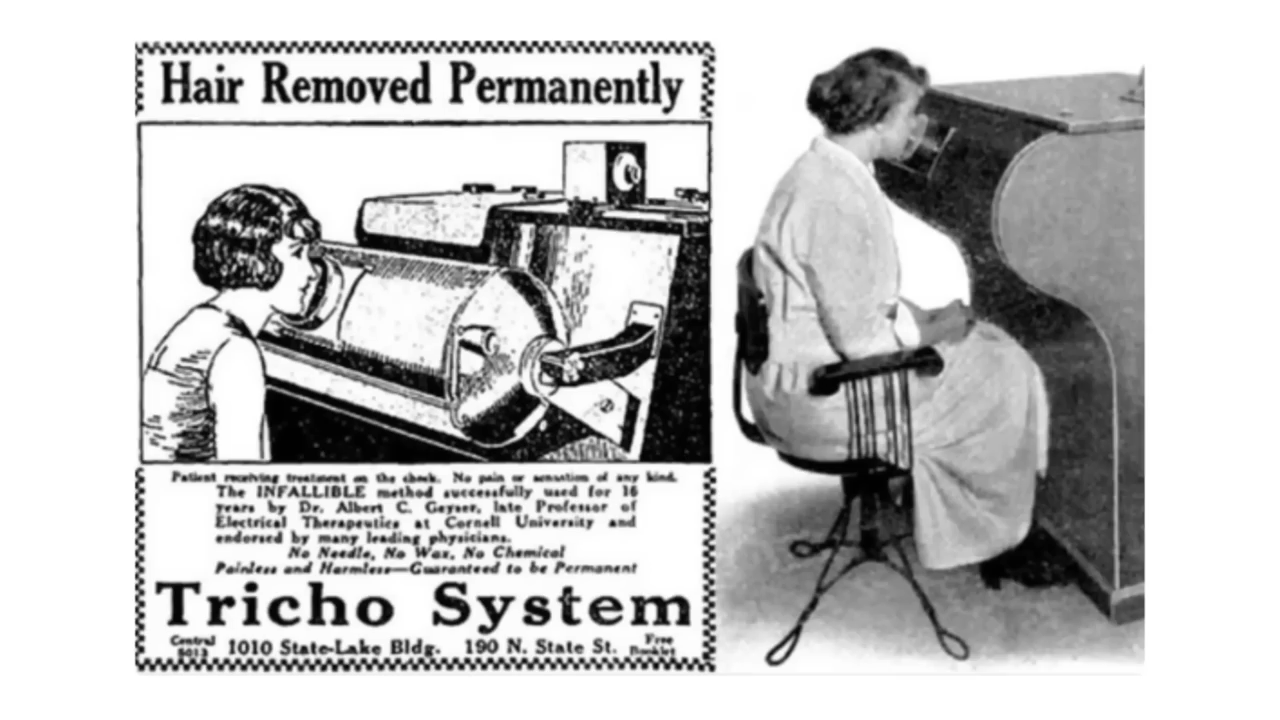 Hair Removed Permanently
Patient receiving treatment on the cheek. No pain or sensation of any kind.
The INFALLIBLE method successfully used for 16
years by Dr. Albert C. Geyser, late Professor of
Electrical Therapeutics at Cornell University and
endorsed by many leading physicians.
No Needle, No Wax, No Chemical
Painless and Harmless—Guaranteed to be Permanent
Tricho System
Central 5013 1010 State-Lake Bldg. 190 N. State St. Free Booklet